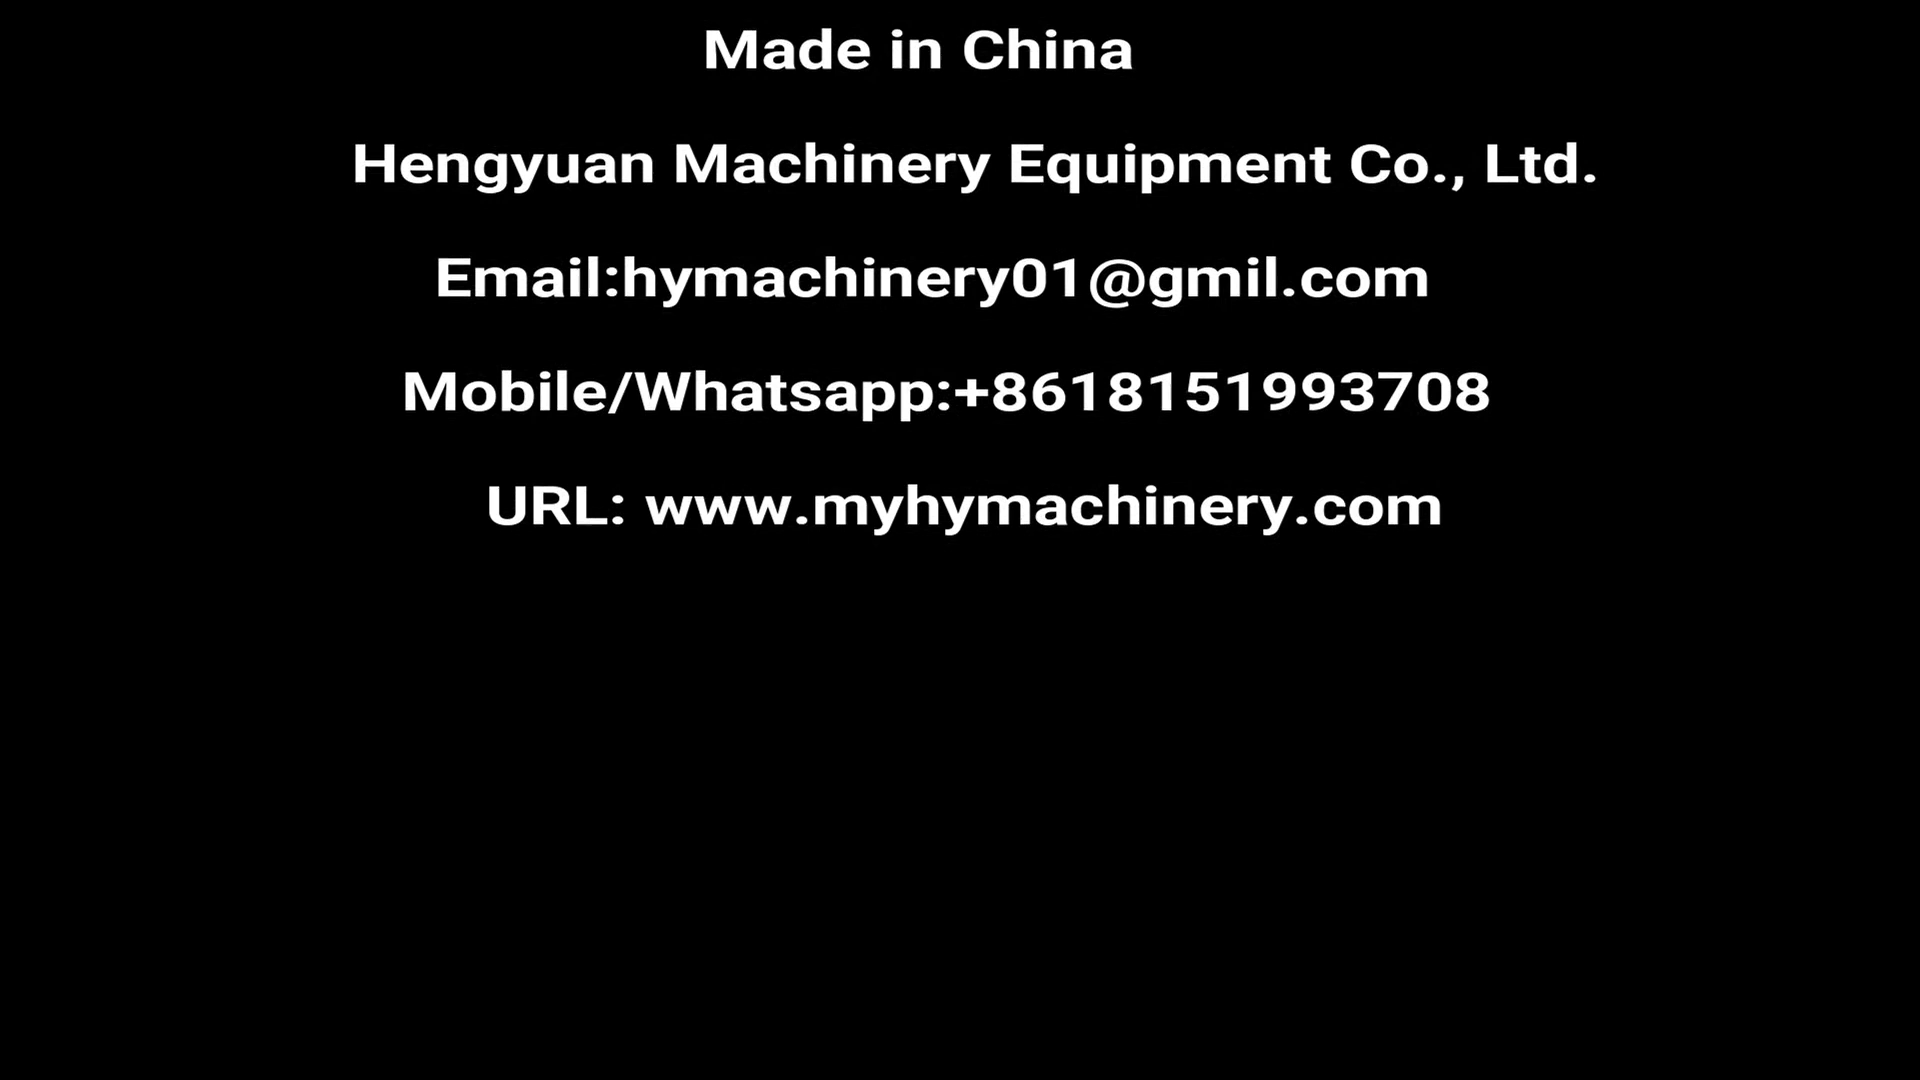 Made in China
Hengyuan Machinery Equipment Co., Ltd.
Email:hymachinery01@gmil.com
Mobile/Whatsapp:+8618151993708
URL: www.myhymachinery.com